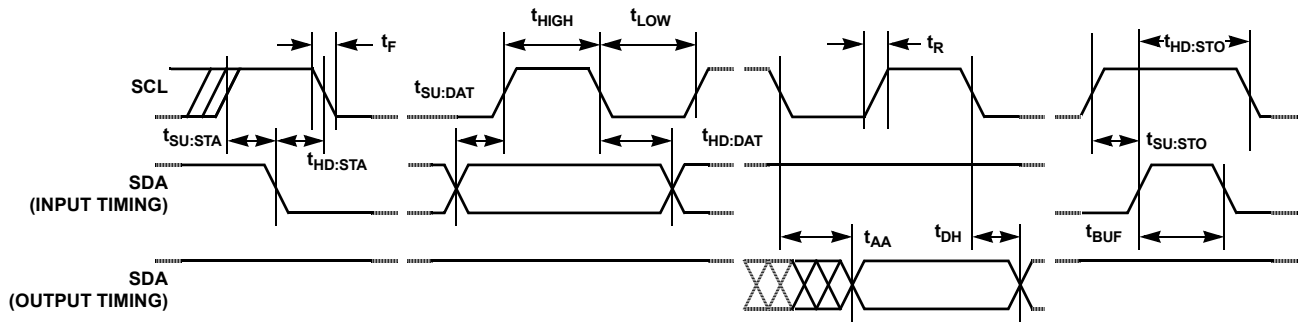 tHIGH
tLOW
tF
tR
tHD:STO
SCL
tSU:DAT
tSU:STA
tHD:STA
tHD:DAT
tSU:STO
SDA
(INPUT TIMING)
tAA
tDH
tBUF
SDA
(OUTPUT TIMING)